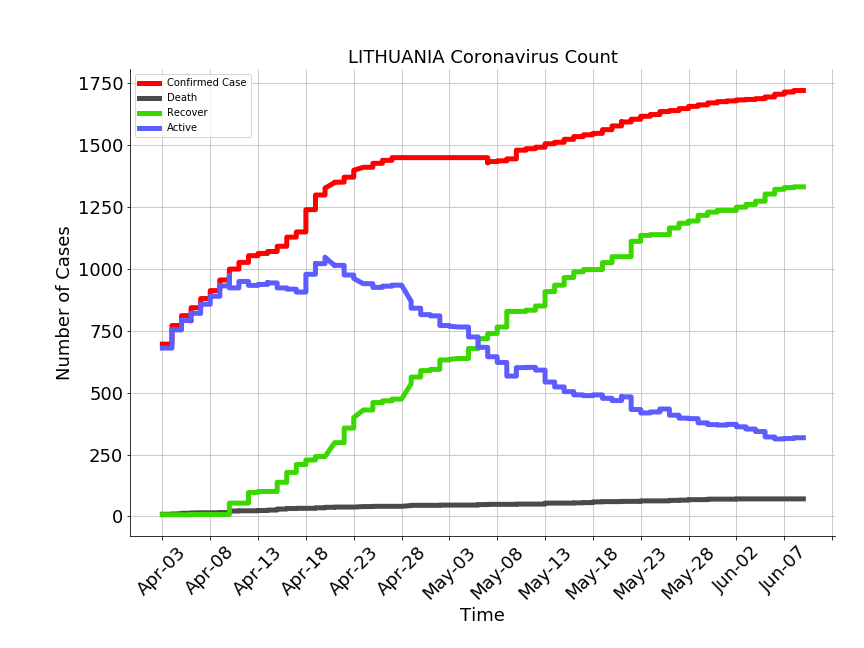 LITHUANIA Coronavirus Count
Confirmed Case
Death
Recover
Active
Number of Cases
1750
1500
1250
1000
750
500
250
0
Apr-03
Apr-08
Apr-13
Apr-18
Apr-23
Apr-28
May-03
May-08
May-13
May-18
May-23
May-28
Jun-02
Jun-07
Time